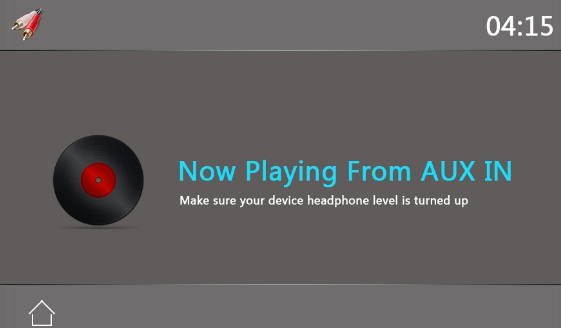 04:15
Now Playing From AUX IN
Make sure your device headphone level is turned up